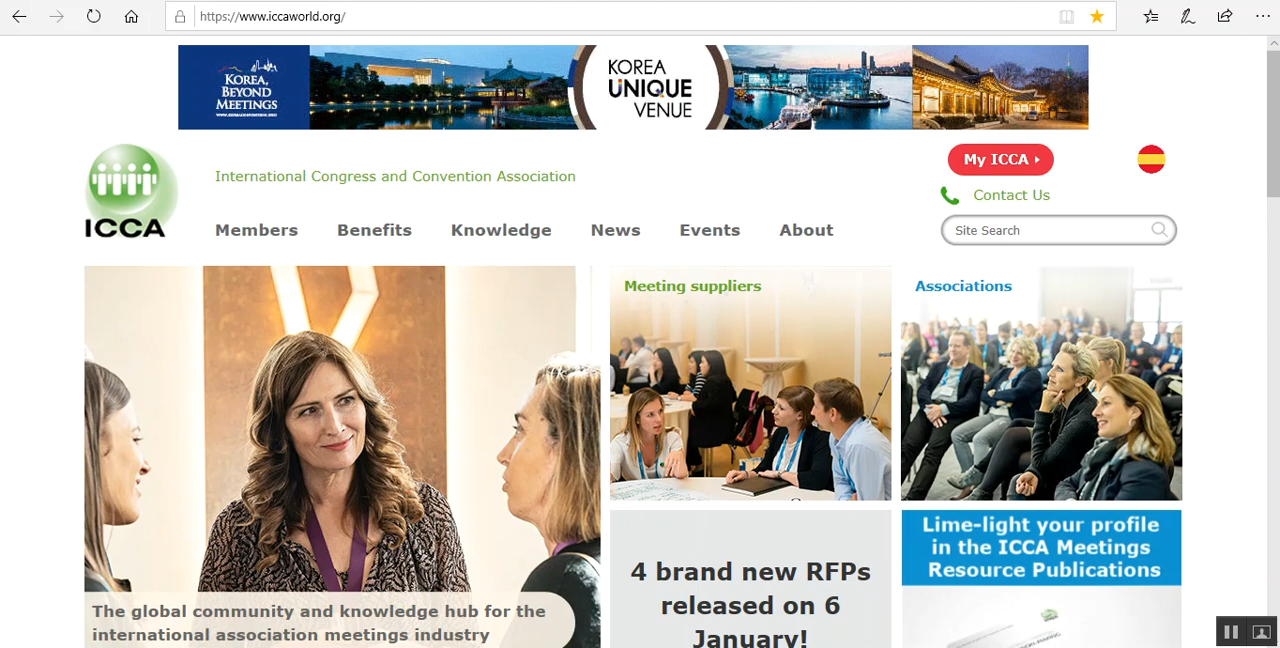 https://www.iccaworld.org/
KOREA,
BEYOND
MEETINGS
KOREA
UNIQUE
VENUE
ICCA
International Congress and Convention Association
My ICCA
Contact Us
Site Search
Members Benefits Knowledge News Events About
Meeting suppliers
Associations
The global community and knowledge hub for the
international association meetings industry
4 brand new RFPs
released on 6
January!
Lime-light your profile
in the ICCA Meetings
Resource Publications